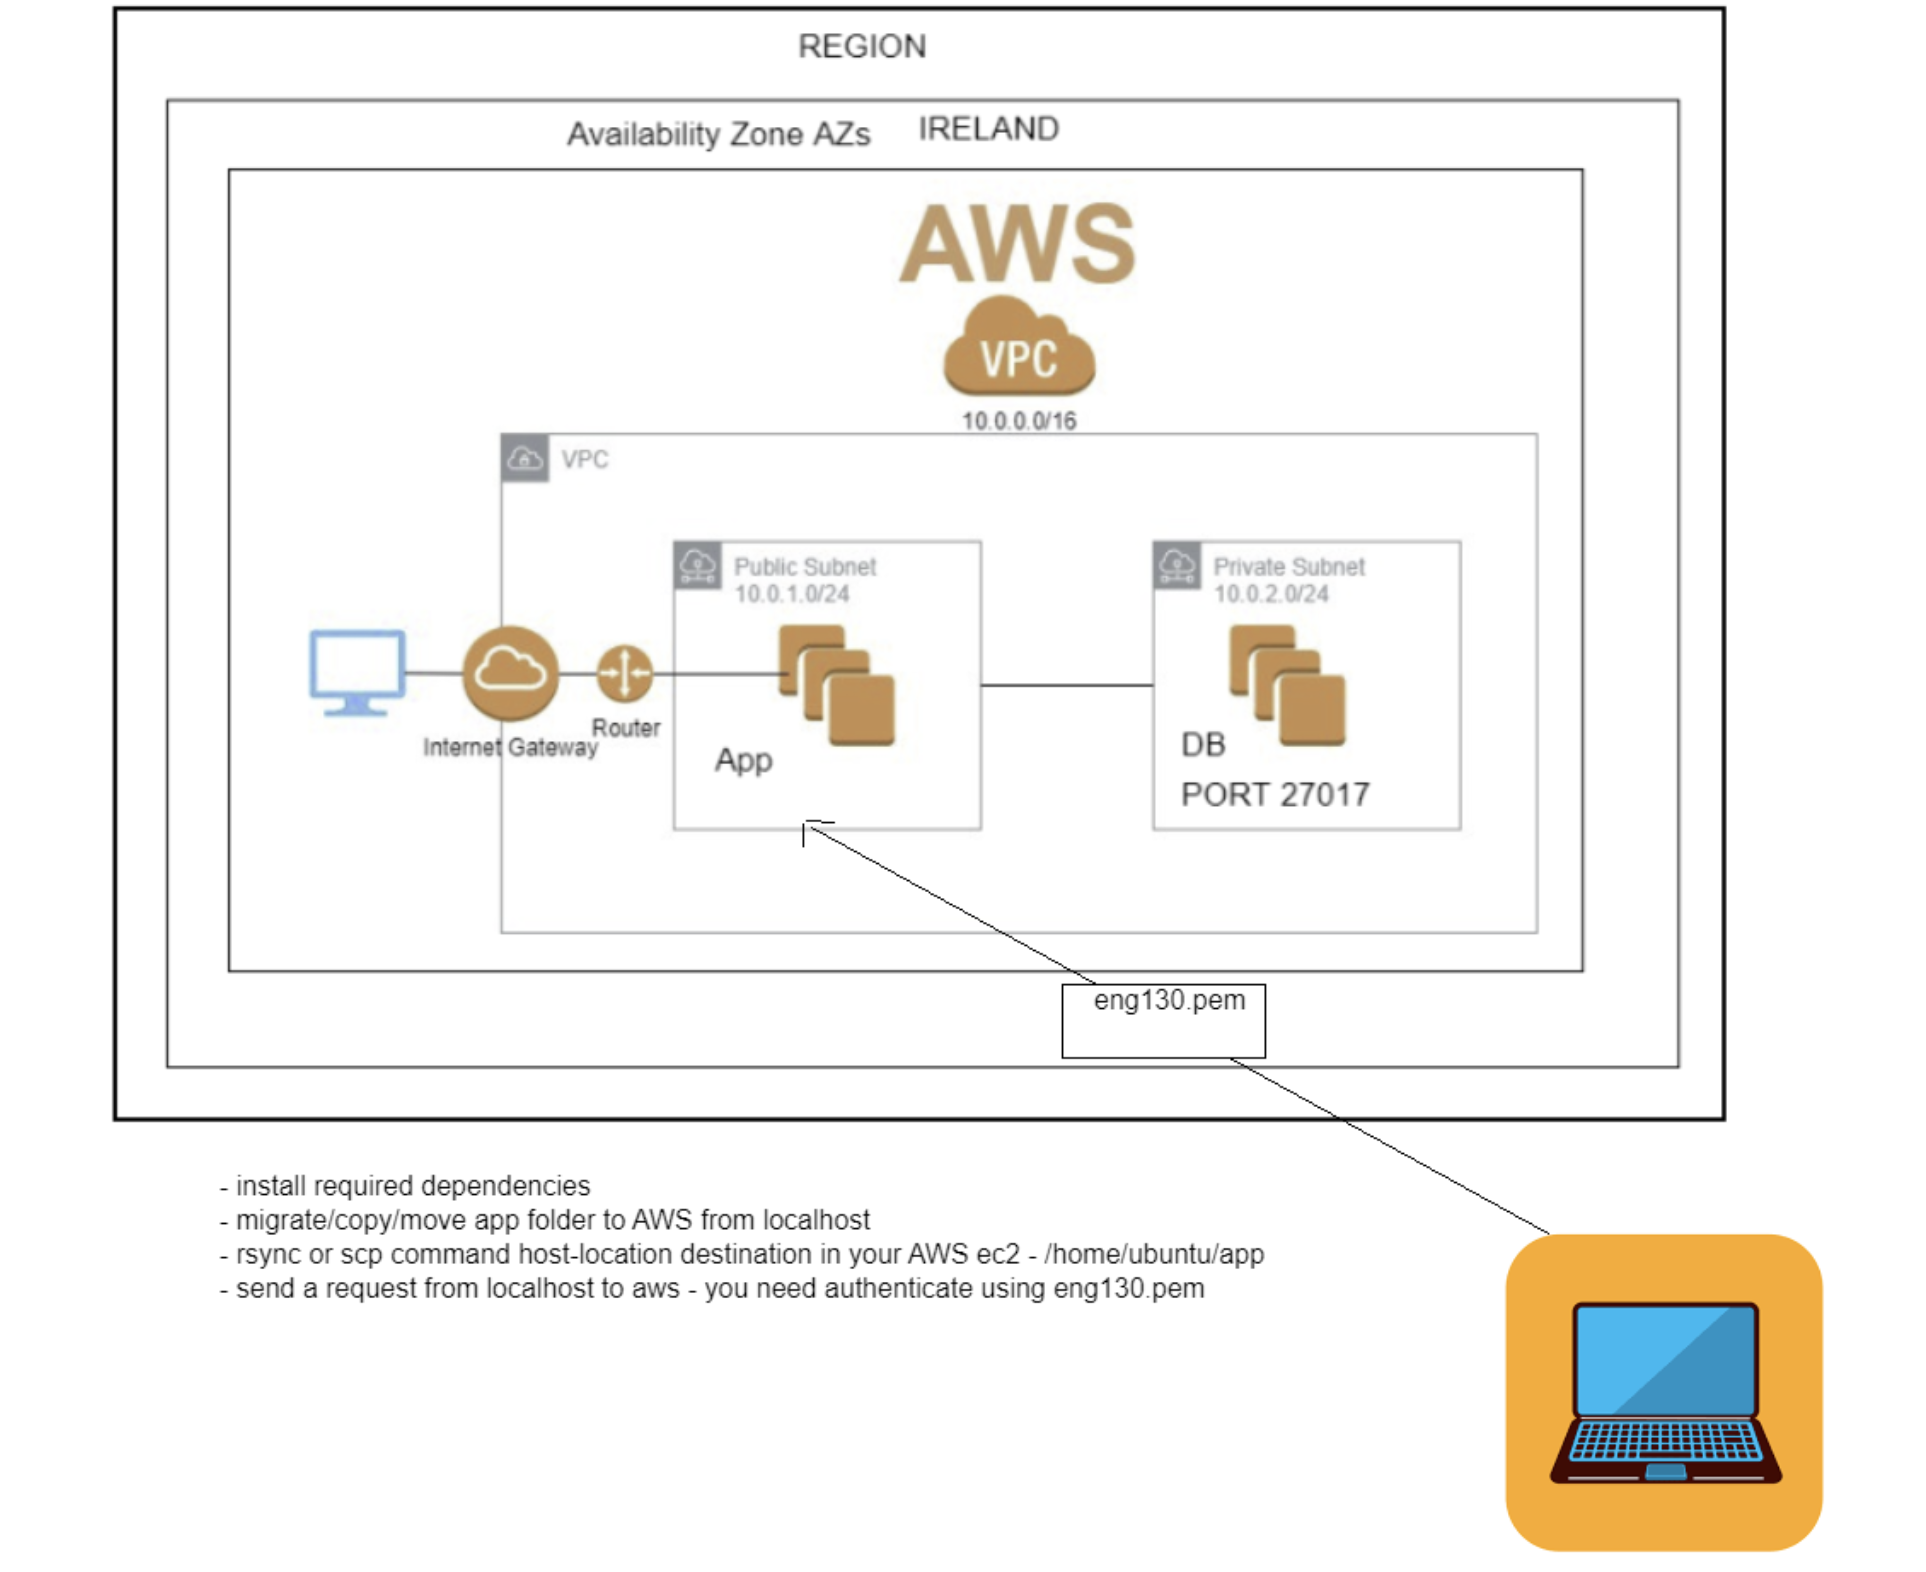 REGION
Availability Zone AZs IRELAND
AWS
VPC
10.0.0.0/16
VPC
Public Subnet
10.0.1.0/24
Private Subnet
10.0.2.0/24
Internet Gateway
Router
App
DB
PORT 27017
eng130.pem
- install required dependencies
- migrate/copy/move app folder to AWS from localhost
- rsync or scp command host-location destination in your AWS ec2 - /home/ubuntu/app
- send a request from localhost to aws - you need authenticate using eng130.pem